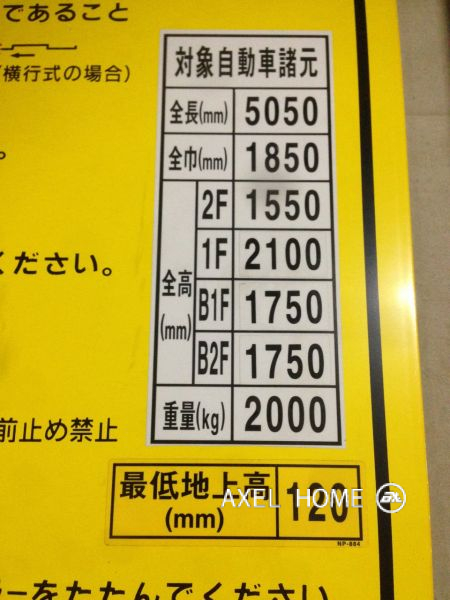 であること
(横行式の場合)
対象自動車諸元
全長(mm) 5050
全巾(mm) 1850
全高(mm)
2F 1550
1F 2100
B1F 1750
B2F 1750
重量(kg) 2000
ください。
前止め禁止
最低地上高(mm) 120
AXEL HOME
NP-884
ーをたたんでください